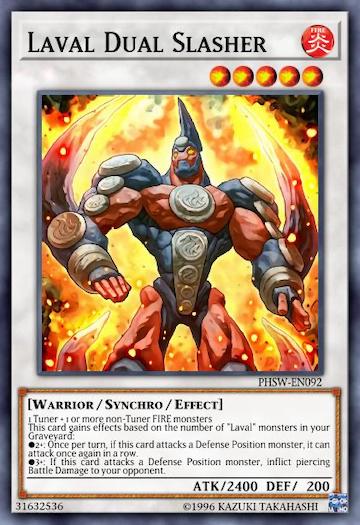 LAVAL DUAL SLASHER
FIRE
炎
PHSW-EN092
[WARRIOR / SYNCHRO / EFFECT]
1 Tuner + 1 or more non-Tuner FIRE monsters
This card gains effects based on the number of "Laval" monsters in your
Graveyard:
●2+: Once per turn, if this card attacks a Defense Position monster, it can
attack once again in a row.
●3+: If this card attacks a Defense Position monster, inflict piercing
Battle Damage to your opponent.
ATK/2400 DEF/ 200
31632536
©1996 KAZUKI TAKAHASHI